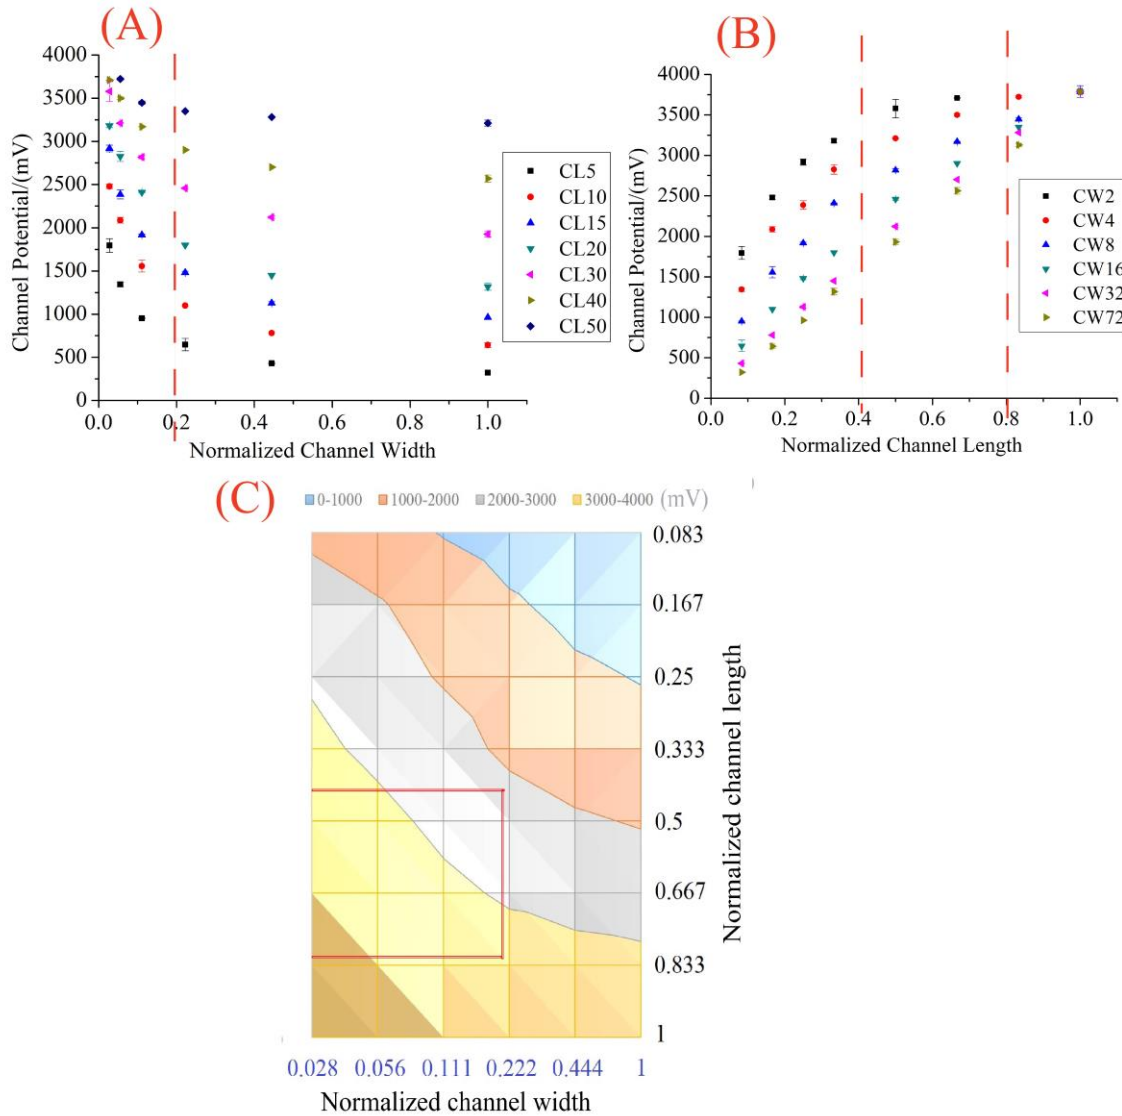 (A)
Channel Potential/(mV)
4000
3500
3000
2500
2000
1500
1000
500
0
0.0 0.2 0.4 0.6 0.8 1.0
Normalized Channel Width
CL5
CL10
CL15
CL20
CL30
CL40
CL50
(B)
Channel Potential/(mV)
4000
3500
3000
2500
2000
1500
1000
500
0
0.0 0.2 0.4 0.6 0.8 1.0
Normalized Channel Length
CW2
CW4
CW8
CW16
CW32
CW72
(C)
0-1000 1000-2000 2000-3000 3000-4000 (mV)
0.083
0.167
0.25
0.333
0.5
0.667
0.833
1
Normalized channel length
0.028 0.056 0.111 0.222 0.444 1
Normalized channel width